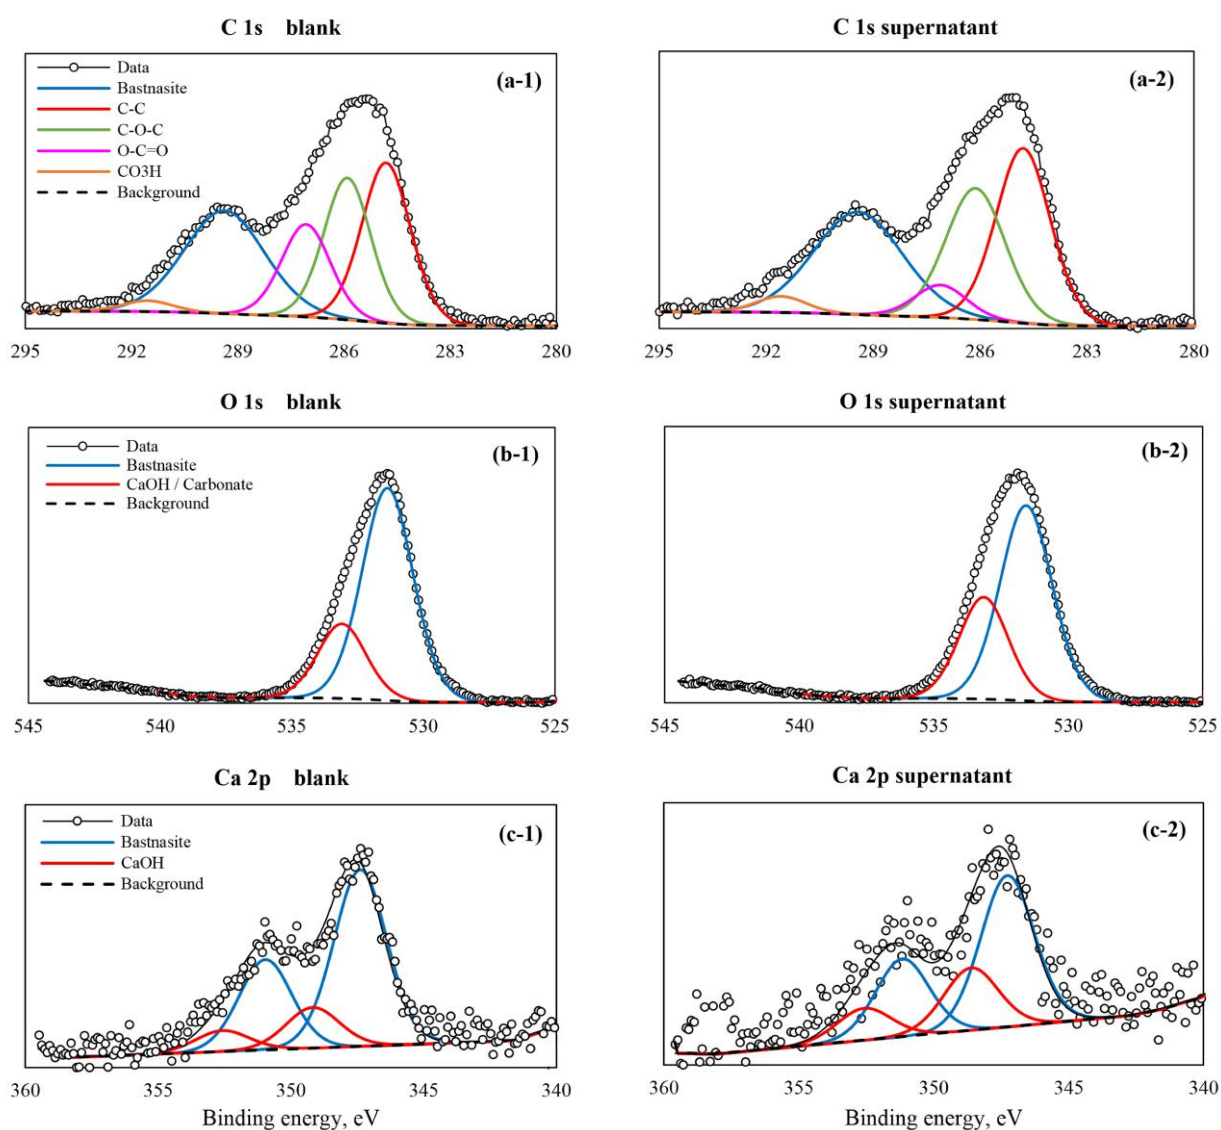 C 1s blank
C 1s supernatant
Data
Bastnasite
C-C
C-O-C
O-C=O
CO3H
Background
(a-1)
(a-2)
295 292 289 286 283 280
295 292 289 286 283 280
O 1s blank
O 1s supernatant
Data
Bastnasite
CaOH / Carbonate
Background
(b-1)
(b-2)
545 540 535 530 525
545 540 535 530 525
Ca 2p blank
Ca 2p supernatant
Data
Bastnasite
CaOH
Background
(c-1)
(c-2)
360 355 350 345 340
360 355 350 345 340
Binding energy, eV
Binding energy, eV